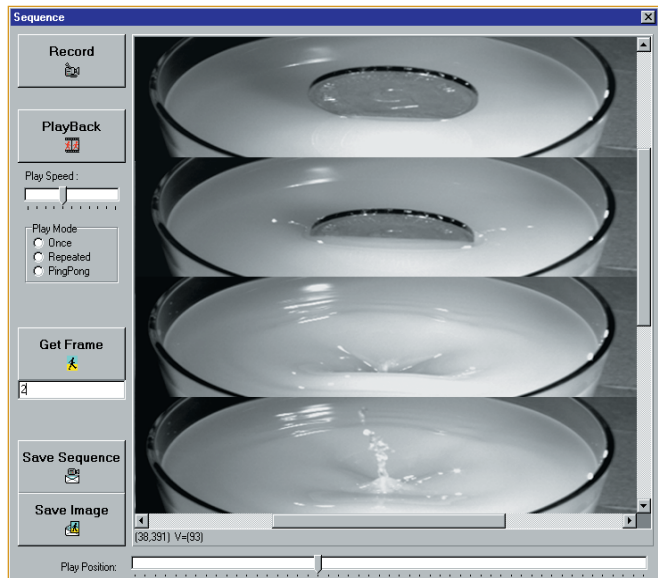 Sequence
Record
PlayBack
Play Speed :
Play Mode
Once
Repeated
PingPong
Get Frame
2
Save Sequence
Save Image
(38,391) V=(93)
Play Position: